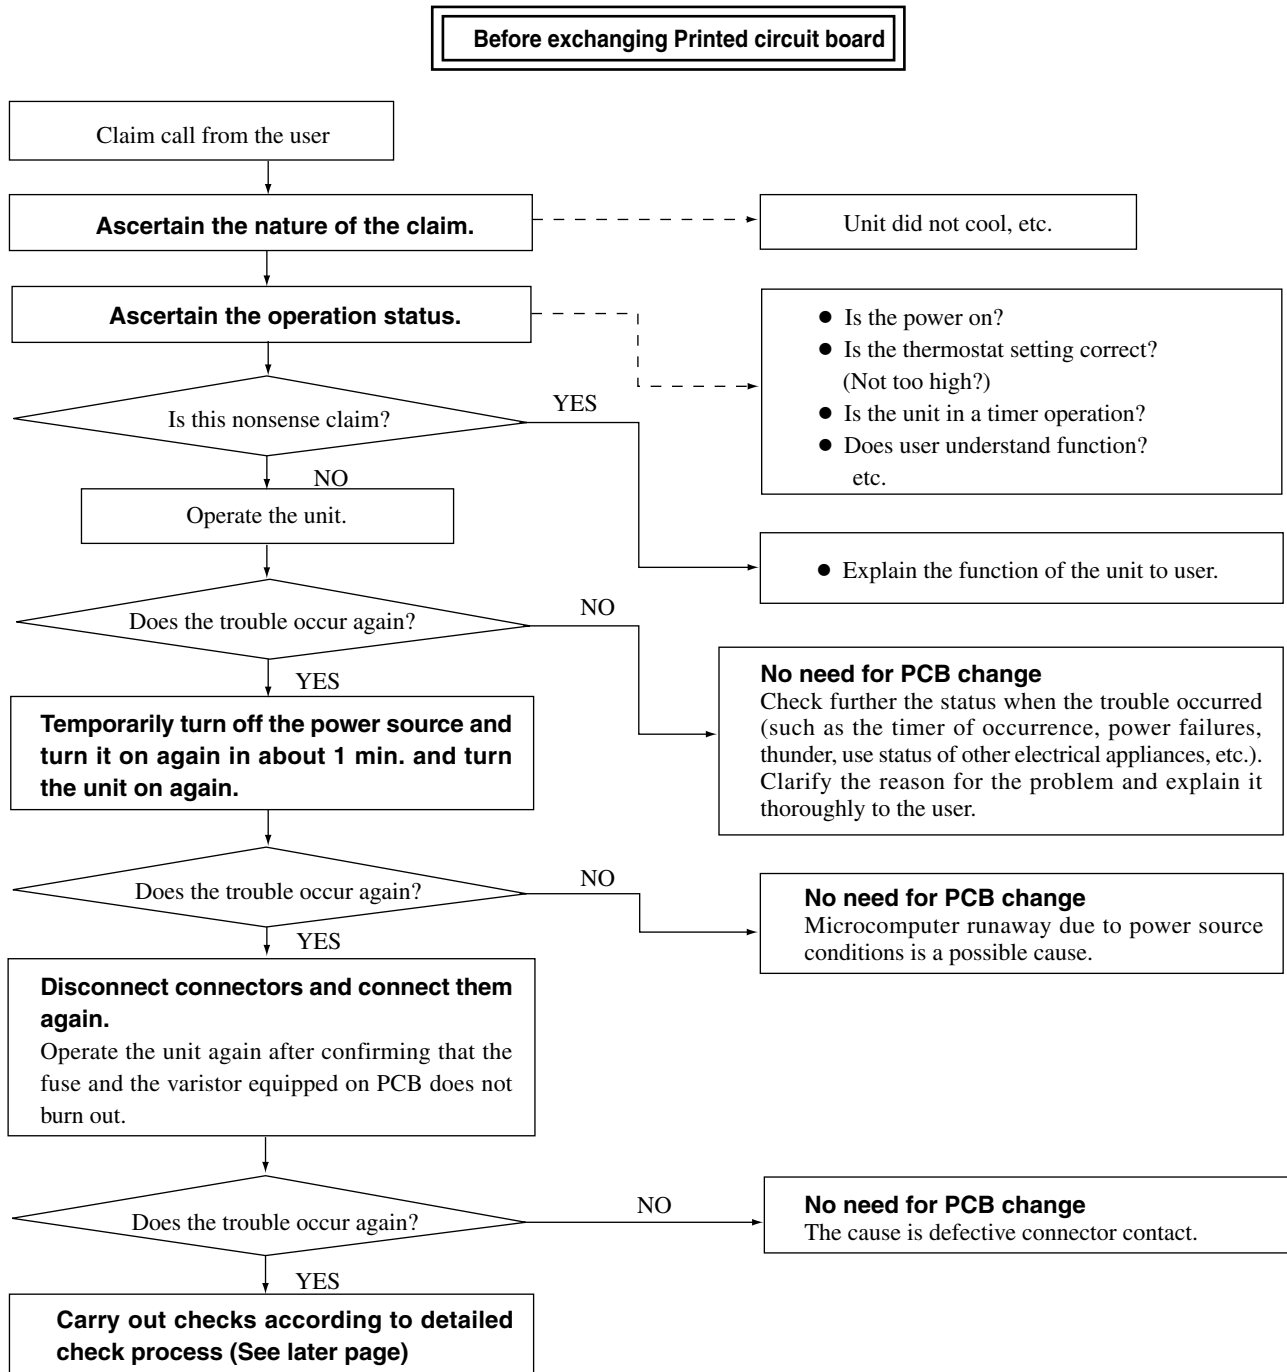 Before exchanging Printed circuit board
Claim call from the user
Ascertain the nature of the claim.
Unit did not cool, etc.
Ascertain the operation status.
● Is the power on?
● Is the thermostat setting correct?
(Not too high?)
● Is the unit in a timer operation?
● Does user understand function?
etc.
Is this nonsense claim?
YES
NO
Operate the unit.
● Explain the function of the unit to user.
Does the trouble occur again?
NO
YES
No need for PCB change
Check further the status when the trouble occurred
(such as the timer of occurrence, power failures,
thunder, use status of other electrical appliances, etc.).
Clarify the reason for the problem and explain it
thoroughly to the user.
Temporarily turn off the power source and
turn it on again in about 1 min. and turn
the unit on again.
Does the trouble occur again?
NO
YES
No need for PCB change
Microcomputer runaway due to power source
conditions is a possible cause.
Disconnect connectors and connect them
again.
Operate the unit again after confirming that the
fuse and the varistor equipped on PCB does not
burn out.
Does the trouble occur again?
NO
YES
No need for PCB change
The cause is defective connector contact.
Carry out checks according to detailed
check process (See later page)